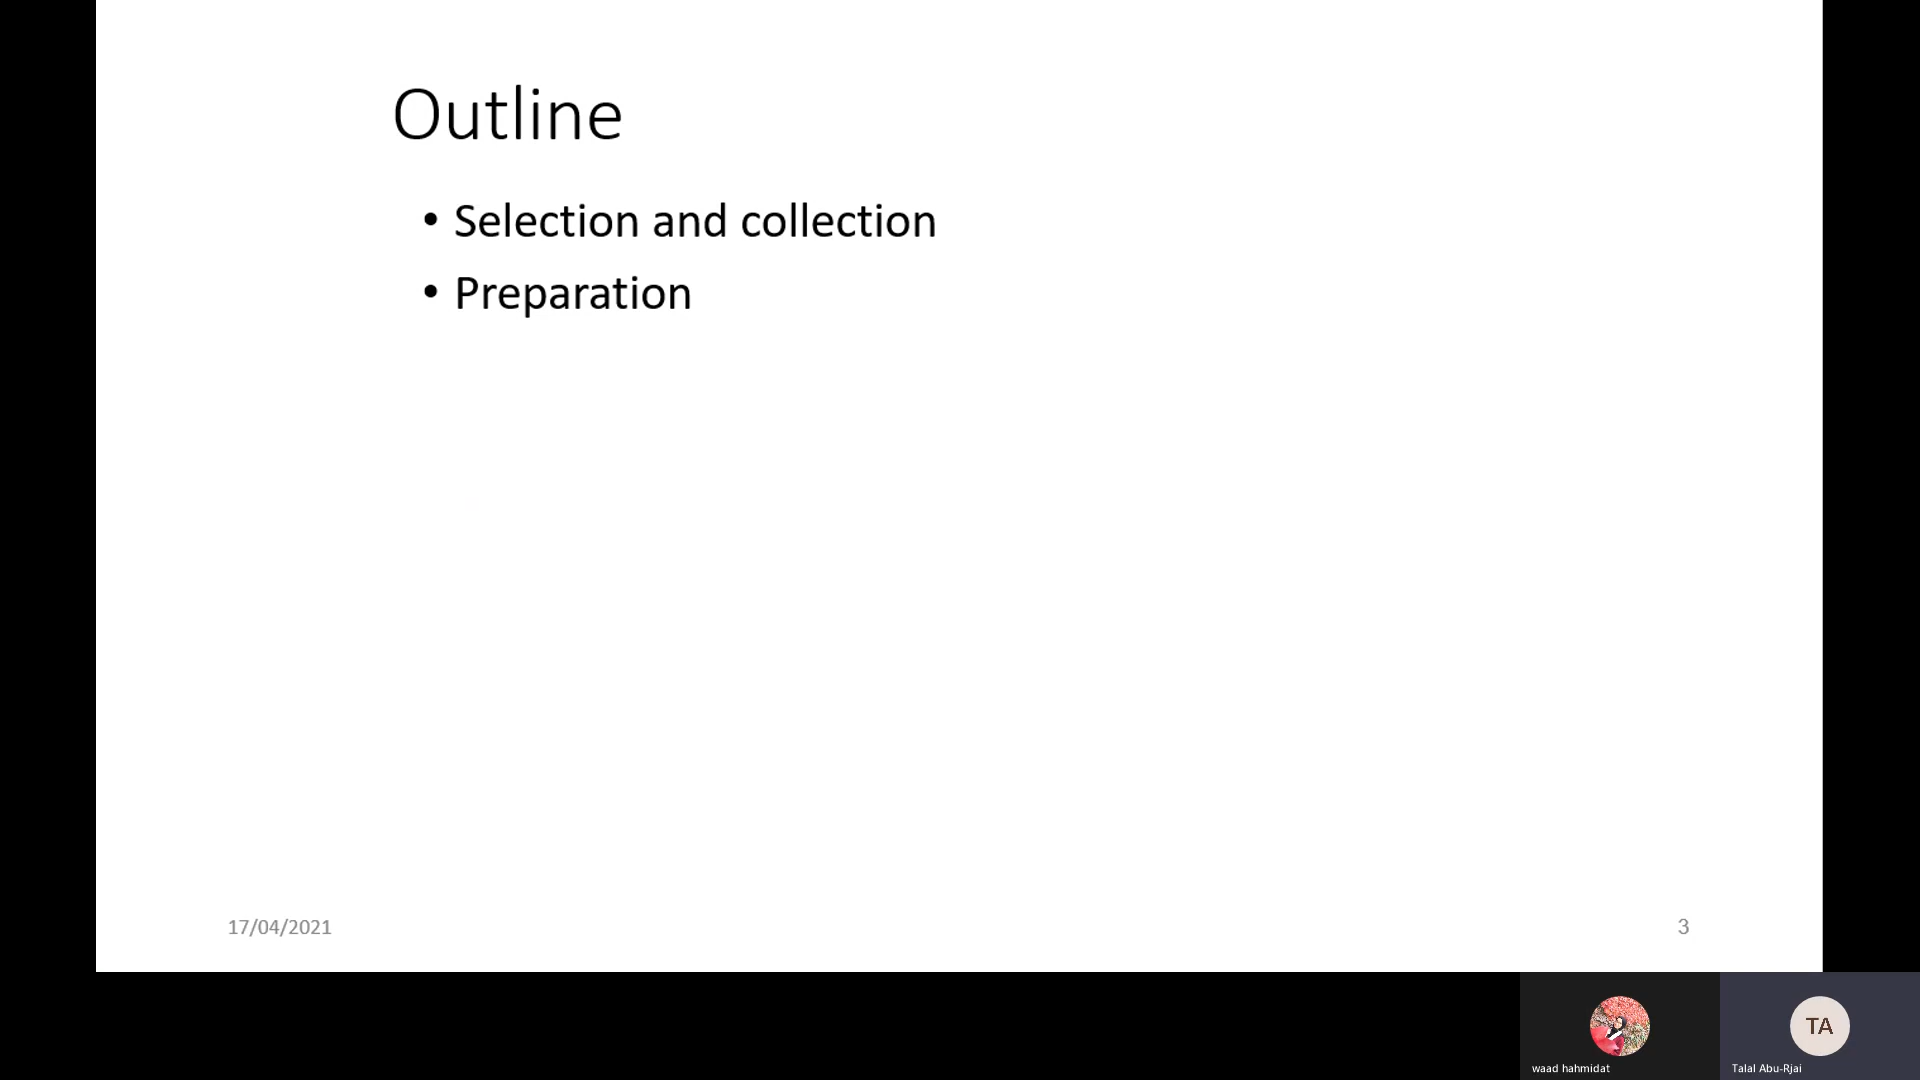 Outline
• Selection and collection
• Preparation
17/04/2021
3
TA
waad hahmidat
Talal Abu-Rjai